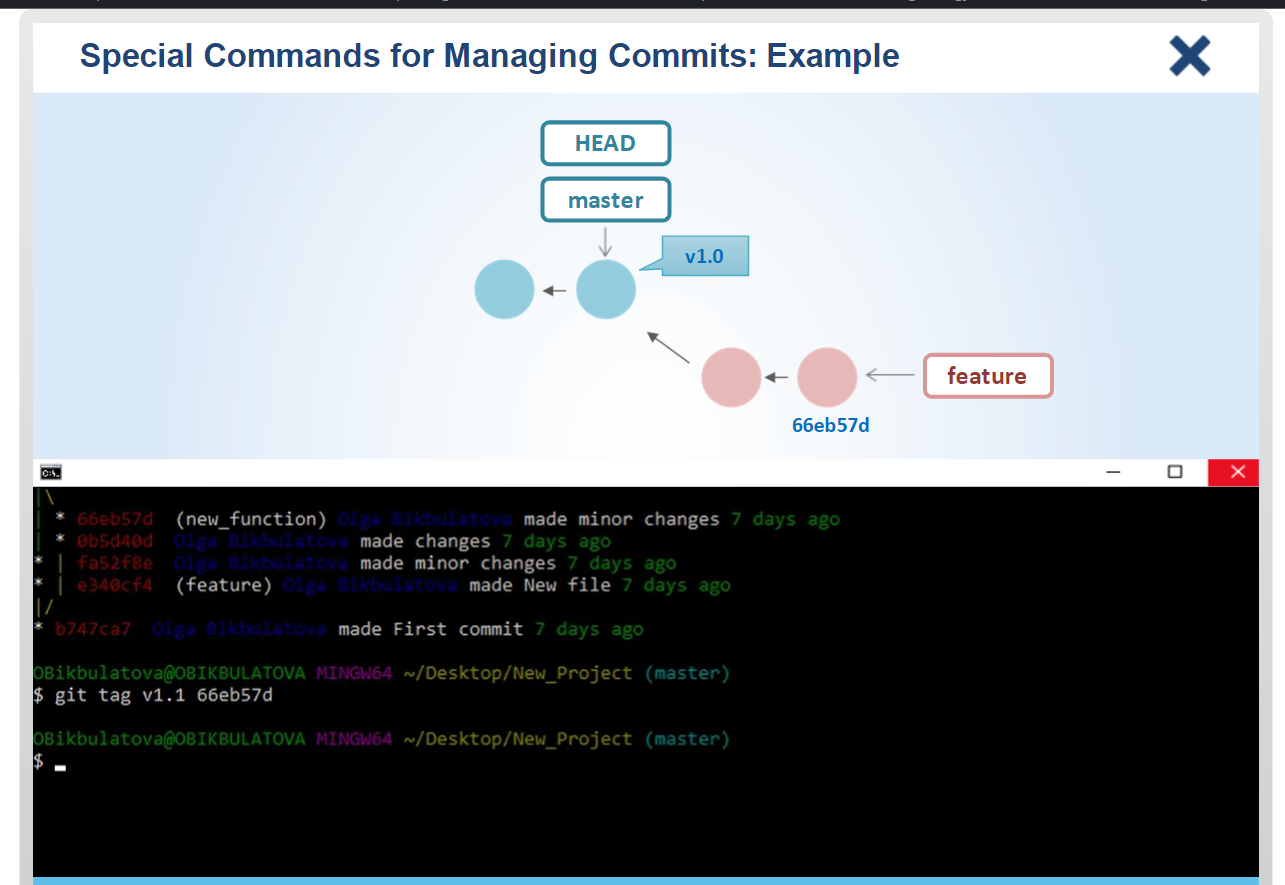 Special Commands for Managing Commits: Example
HEAD
master
v1.0
feature
66eb57d
C:\.
|\
| * 66eb57d (new_function) Olga Bikbulatova made minor changes 7 days ago
| * 0b5d40d Olga Bikbulatova made changes 7 days ago
* | fa52f8e Olga Bikbulatova made minor changes 7 days ago
* | e340cf4 (feature) Olga Bikbulatova made New file 7 days ago
|/
* b747ca7 Olga Bikbulatova made First commit 7 days ago
OBikbulatova@OBIKBULATOVA MINGW64 ~/Desktop/New_Project (master)
$ git tag v1.1 66eb57d
OBikbulatova@OBIKBULATOVA MINGW64 ~/Desktop/New_Project (master)
$